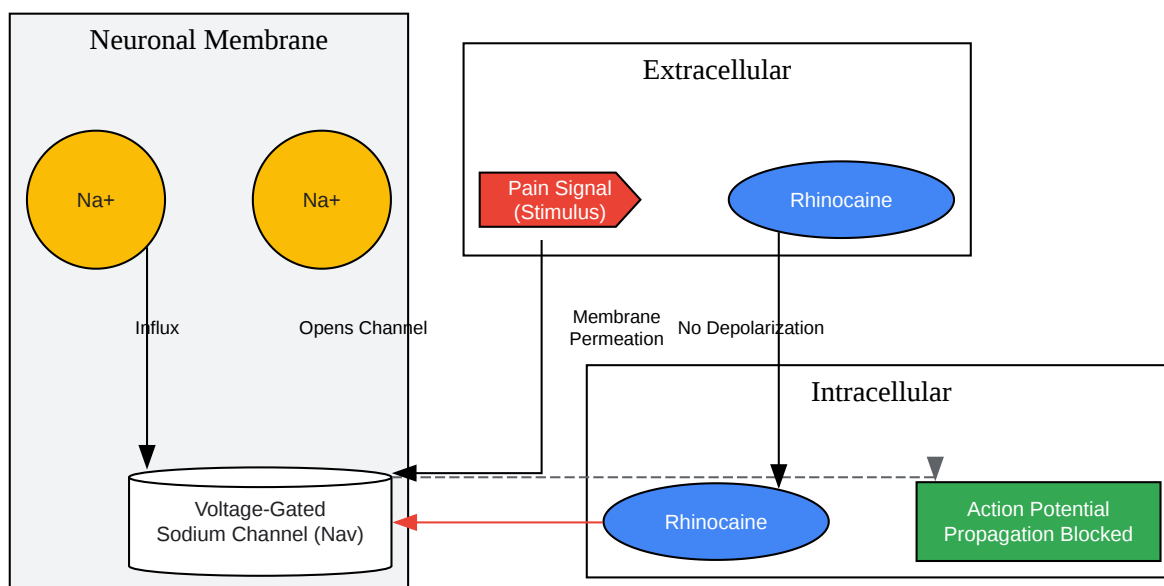 Neuronal Membrane
Extracellular
Na+
Na+
Pain Signal
(Stimulus)
Rhinocaine
Influx
Opens Channel
Membrane
Permeation
No Depolarization
Intracellular
Voltage-Gated
Sodium Channel (Nav)
Rhinocaine
Action Potential
Propagation Blocked